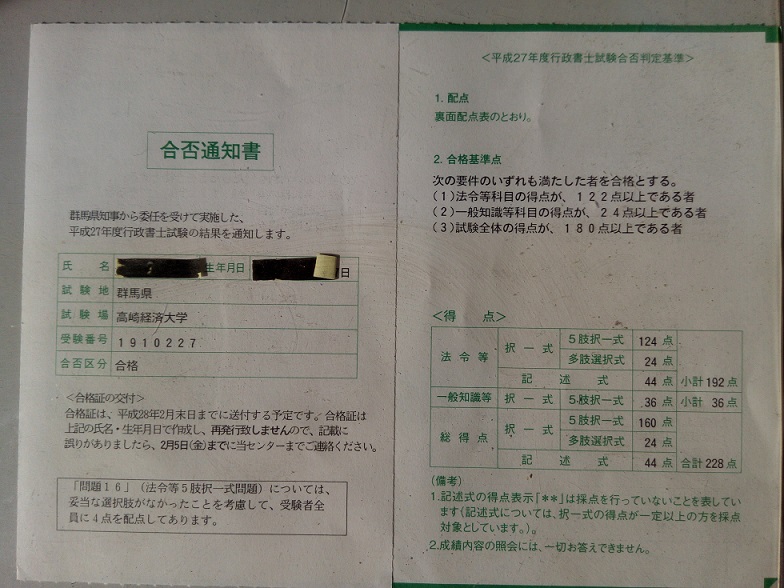 合否通知書
群馬県知事から委任を受けて実施した、
平成27年度行政書士試験の結果を通知します。
氏名 生年月日 日
試験地 群馬県
試験場 高崎経済大学
受験番号 1910227
合否区分 合格
<合格証の交付>
合格証は、平成28年2月末日までに送付する予定です。合格証は
上記の氏名・生年月日で作成し、再発行致しませんので、記載に
誤りがありましたら、2月5日(金)までに当センターまでご連絡ください。
「問題16」(法令等5肢択一式問題)については、
妥当な選択肢がなかったことを考慮して、受験者全
員に4点を配点してあります。
<平成27年度行政書士試験合否判定基準>
1. 配点
裏面配点表のとおり。
2. 合格基準点
次の要件のいずれも満たした者を合格とする。
(1)法令等科目の得点が、122点以上である者
(2)一般知識等科目の得点が、24点以上である者
(3)試験全体の得点が、180点以上である者
<得点>
法令等 択一式 5肢択一式 124点
多肢選択式 24点
記述式 44点 小計192点
一般知識等 択一式 5肢択一式 36点 小計 36点
総得点 択一式 5肢択一式 160点
多肢選択式 24点
記述式 44点 合計228点
(備考)
1.記述式の得点表示「**」は採点を行っていないことを表してい
ます(記述式については、択一式の得点が一定以上の方を採点
対象としています。)。
2.成績内容の照会には、一切お答えできません。